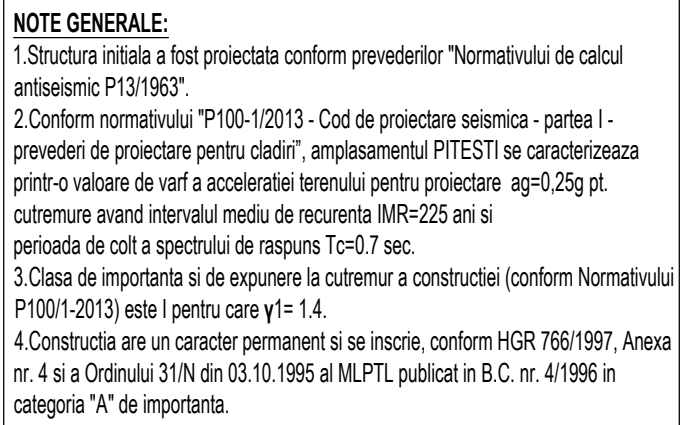 NOTE GENERALE:
1.Structura initiala a fost proiectata conform prevederilor "Normativului de calcul
antiseismic P13/1963".
2.Conform normativului "P100-1/2013 - Cod de proiectare seismica - partea I -
prevederi de proiectare pentru cladiri”, amplasamentul PITESTI se caracterizeaza
printr-o valoare de varf a acceleratiei terenului pentru proiectare  ag=0,25g pt.
cutremure avand intervalul mediu de recurenta IMR=225 ani si
perioada de colt a spectrului de raspuns Tc=0.7 sec.
3.Clasa de importanta si de expunere la cutremur a constructiei (conform Normativului
P100/1-2013) este I pentru care γ1= 1.4.
4.Constructia are un caracter permanent si se inscrie, conform HGR 766/1997, Anexa
nr. 4 si a Ordinului 31/N din 03.10.1995 al MLPTL publicat in B.C. nr. 4/1996 in
categoria "A" de importanta.